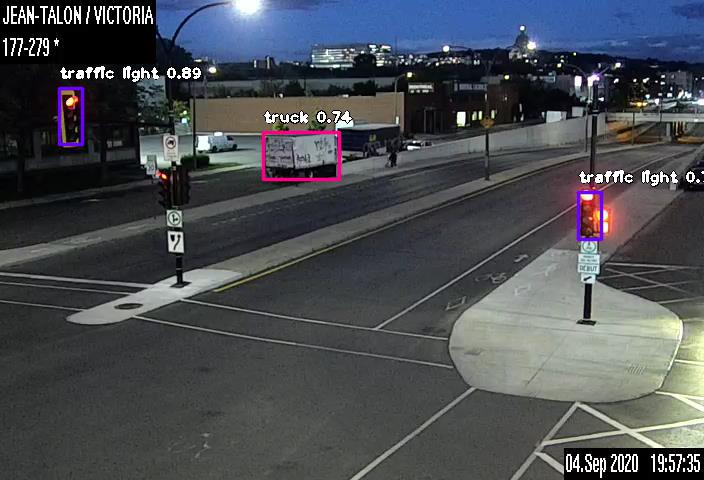 JEAN-TALON / VICTORIA
177-279 *
traffic light 0.89
truck 0.74
traffic light 0.7
DÉBUT
04.Sep 2020 19:57:35